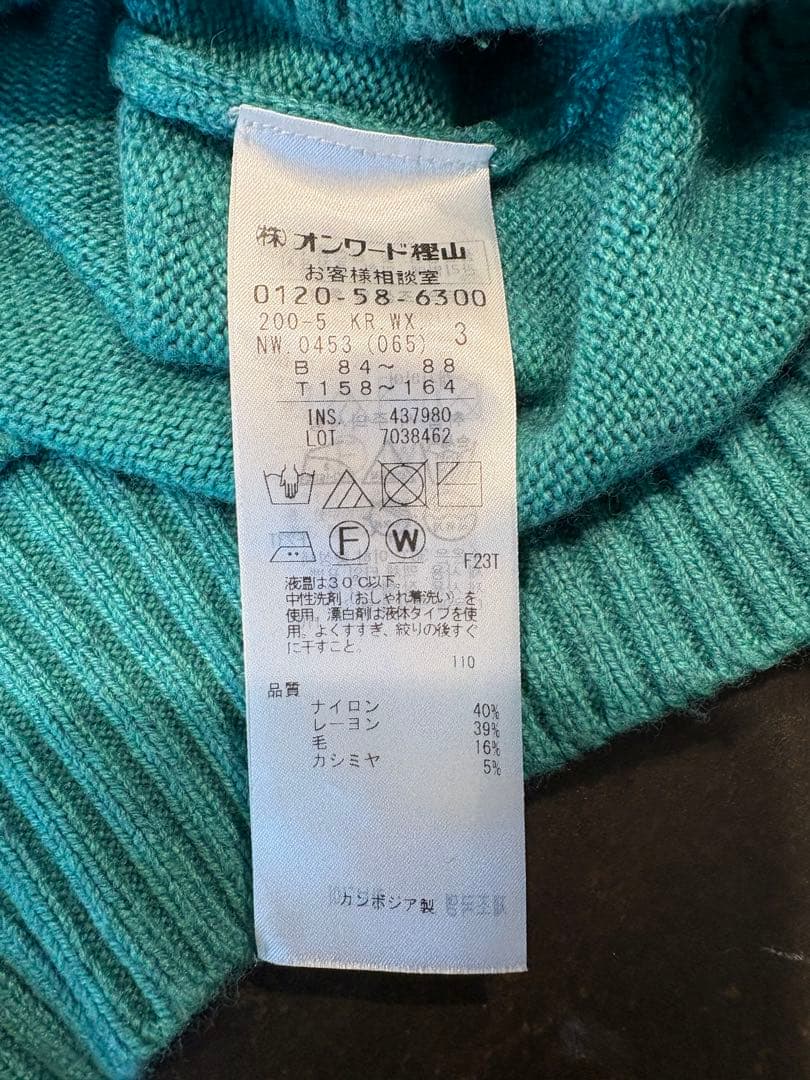 (株)オンワード樫山
お客様相談室
0120-58-6300
200-5 KR.WX
NW.0453 (065) 3
B 84〜 88
T158〜164
INS. 437980
LOT 7038462
F W
F23T
液温は30℃以下。
中性洗剤(おしゃれ着洗い)を
使用。漂白剤は液体タイプを使
用。よくすすぎ、絞りの後すぐ
に干すこと。
110
品質
ナイロン 40%
レーヨン 39%
毛 16%
カシミヤ 5%
カンボジア製